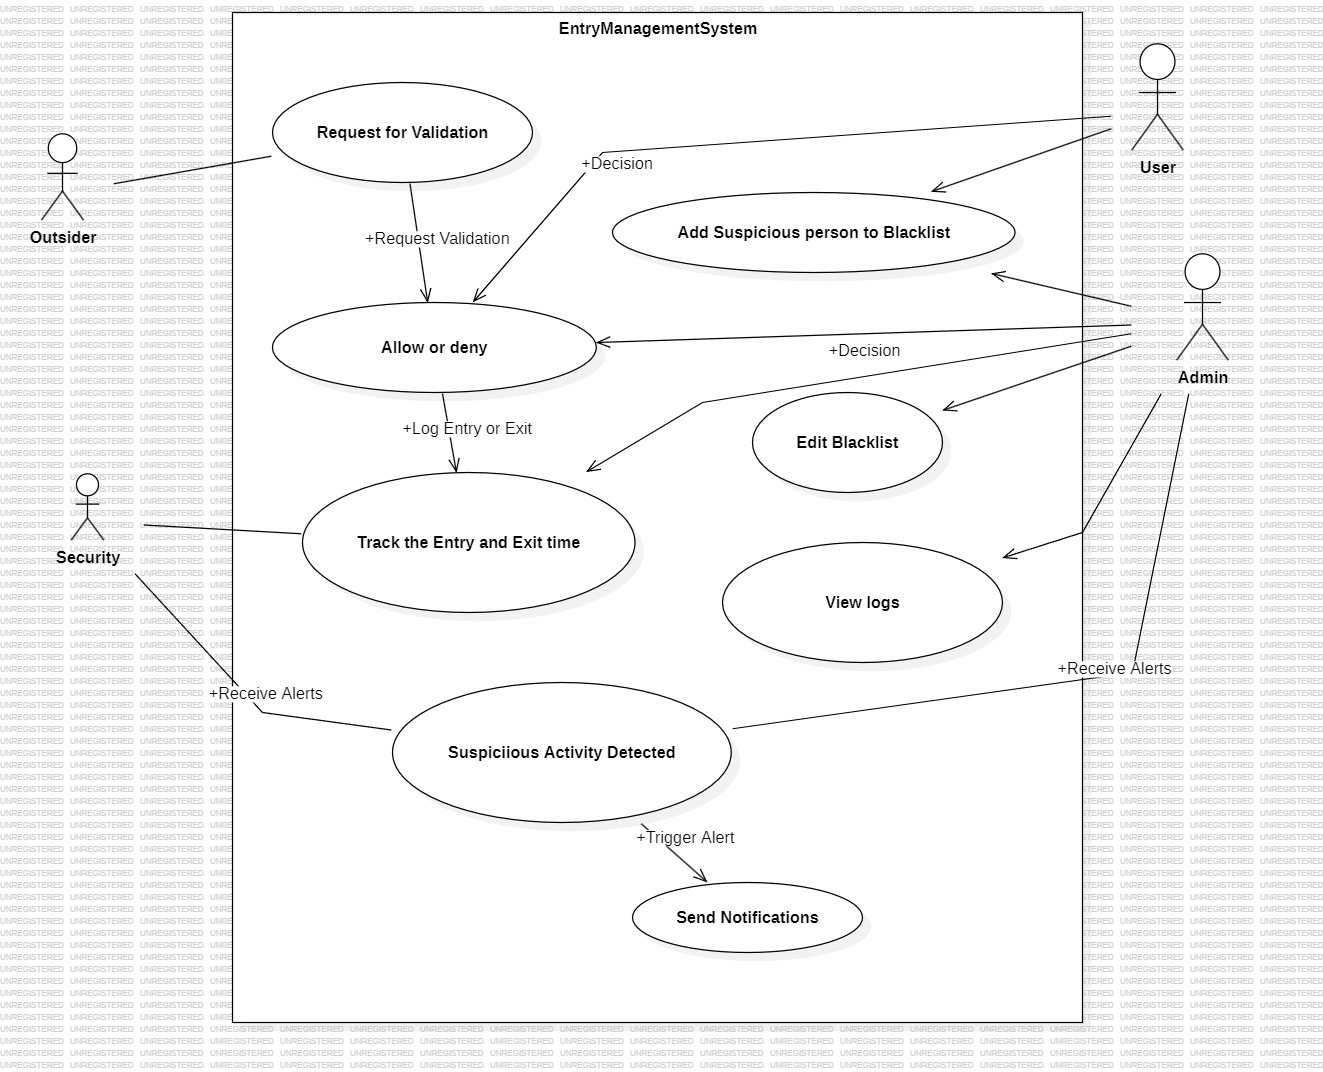 EntryManagementSystem
Request for Validation
User
+Decision
Outsider
+Request Validation
Add Suspicious person to Blacklist
Allow or deny
+Decision
Admin
+Log Entry or Exit
Edit Blacklist
Security
Track the Entry and Exit time
View logs
+Receive Alerts
+Receive Alerts
Suspiciious Activity Detected
+Trigger Alert
Send Notifications
UNREGISTERED